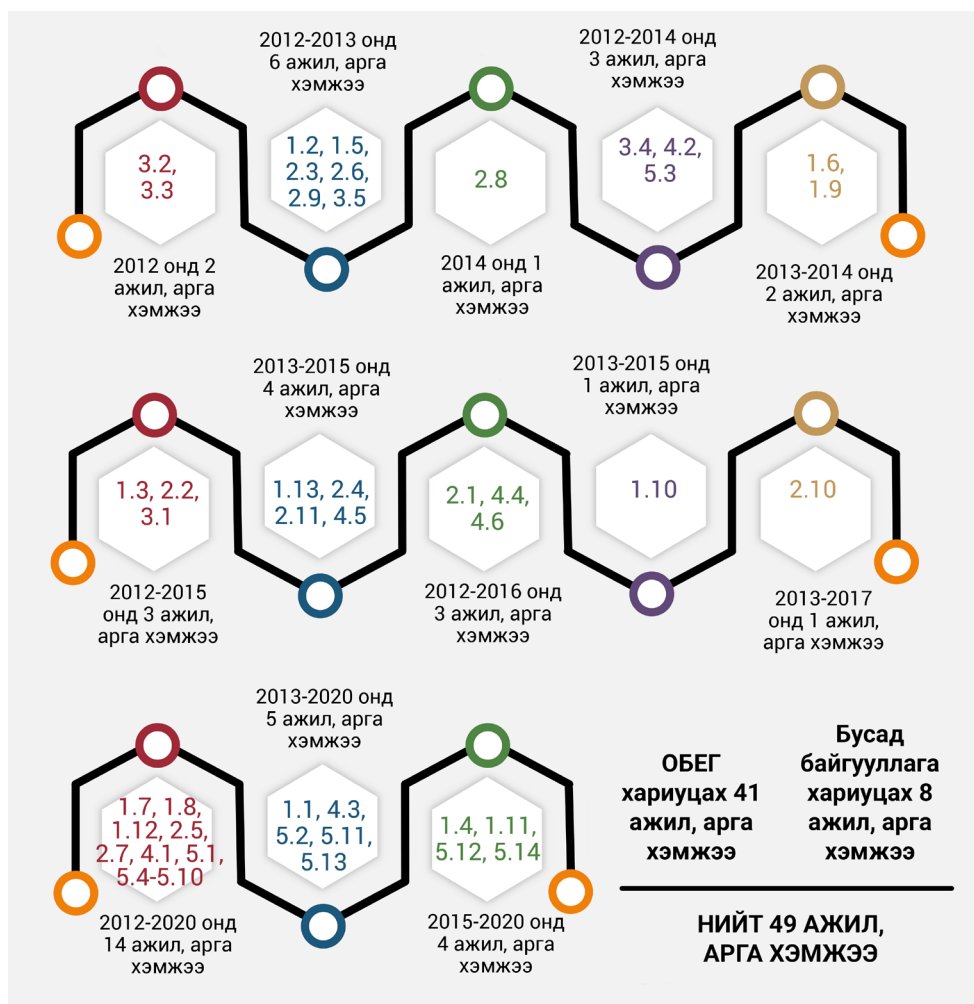 2012-2013 онд
6 ажил, арга
хэмжээ
2012-2014 онд
3 ажил, арга
хэмжээ
3.2,
3.3
1.2, 1.5,
2.3, 2.6,
2.9, 3.5
2.8
3.4, 4.2,
5.3
1.6,
1.9
2012 онд 2
ажил, арга
хэмжээ
2014 онд 1
ажил, арга
хэмжээ
2013-2014 онд
2 ажил, арга
хэмжээ
2013-2015 онд
4 ажил, арга
хэмжээ
2013-2015 онд
1 ажил, арга
хэмжээ
1.3, 2.2,
3.1
1.13, 2.4,
2.11, 4.5
2.1, 4.4,
4.6
1.10
2.10
2012-2015
онд 3 ажил,
арга хэмжээ
2012-2016 онд
3 ажил, арга
хэмжээ
2013-2017
онд 1 ажил,
арга хэмжээ
2013-2020 онд
5 ажил, арга
хэмжээ
1.7, 1.8,
1.12, 2.5,
2.7, 4.1, 5.1,
5.4-5.10
1.1, 4.3,
5.2, 5.11,
5.13
1.4, 1.11,
5.12, 5.14
2012-2020 онд
14 ажил, арга
хэмжээ
2015-2020 онд
4 ажил, арга
хэмжээ
ОБЕГ
хариуцах 41
ажил, арга
хэмжээ
Бусад
байгууллага
хариуцах 8
ажил, арга
хэмжээ
НИЙТ 49 АЖИЛ,
АРГА ХЭМЖЭЭ